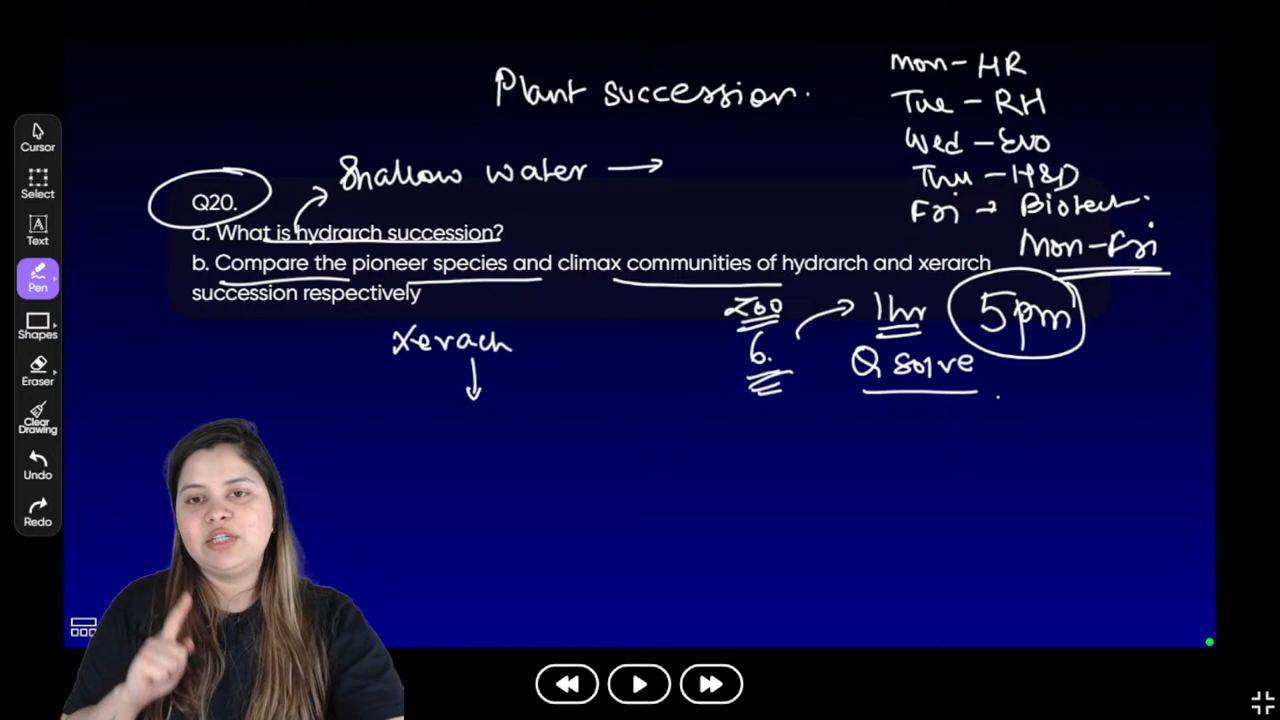 Cursor
Select
Text
Pen
Shapes
Eraser
Clear
Drawing
Undo
Redo
Plant succession.
Mon - HR
Tue - RH
Wed - Evo
Thu - H&D
Fri → Biotech.
Mon-Fri
Shallow water →
Q20.
a. What is hydrarch succession?
b. Compare the pioneer species and climax communities of hydrarch and xerarch
succession respectively
Xerach
200
6.
1hr
Q solve
5pm